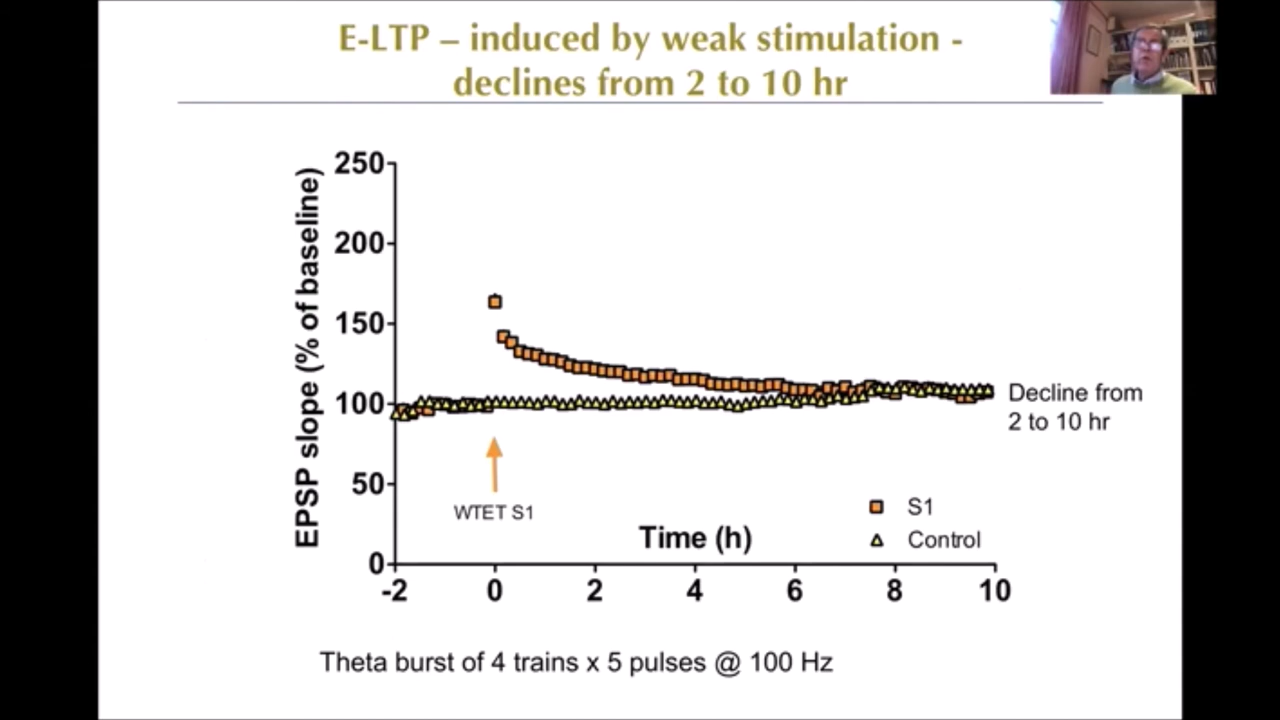 E-LTP – induced by weak stimulation -
declines from 2 to 10 hr
EPSP slope (% of baseline)
250
200
150
100
50
0
Decline from
2 to 10 hr
WTET S1
S1
Control
Time (h)
-2 0 2 4 6 8 10
Theta burst of 4 trains x 5 pulses @ 100 Hz